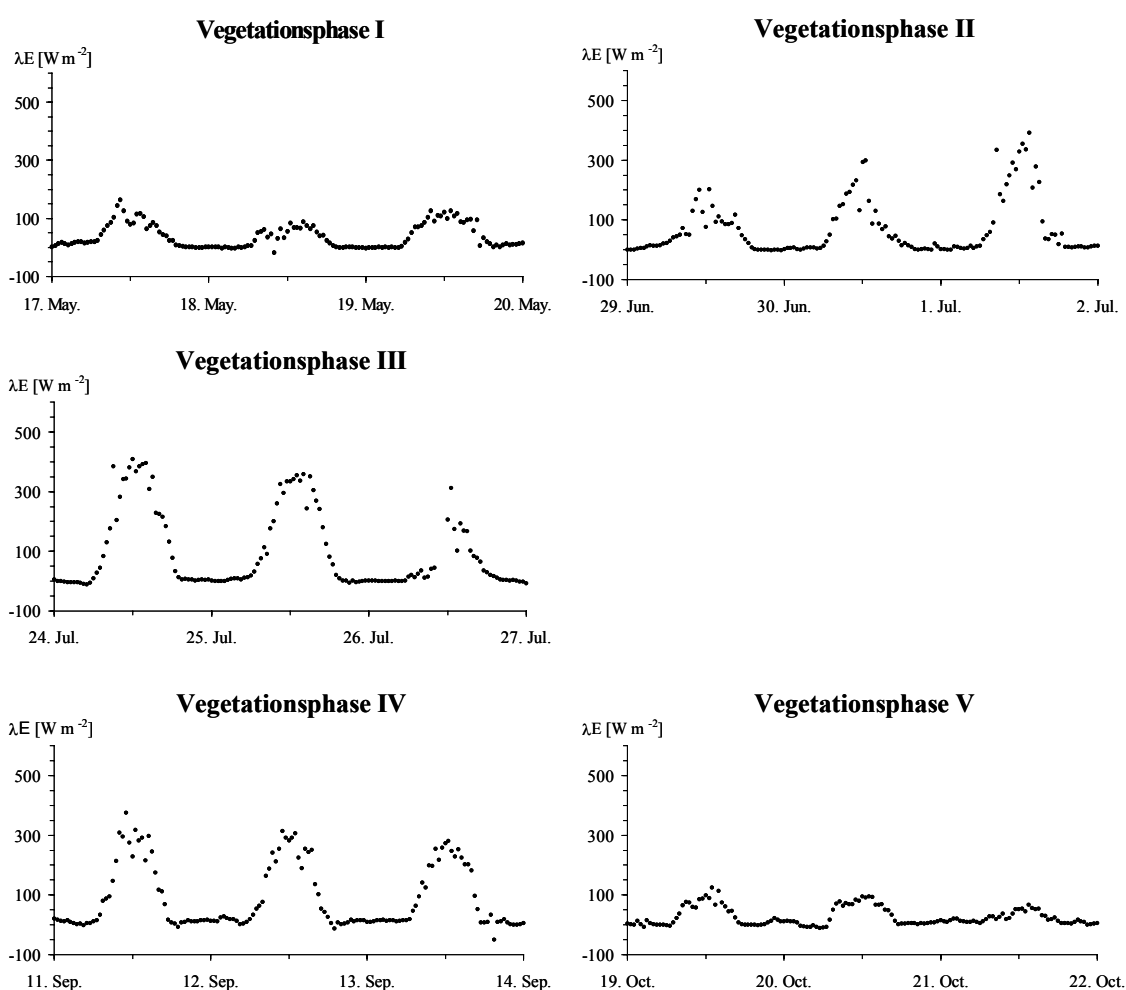 Vegetationsphase I
λE [W m⁻²]
500
300
100
-100
17. May.
18. May.
19. May.
20. May.
Vegetationsphase II
λE [W m⁻²]
500
300
100
-100
29. Jun.
30. Jun.
1. Jul.
2. Jul.
Vegetationsphase III
λE [W m⁻²]
500
300
100
-100
24. Jul.
25. Jul.
26. Jul.
27. Jul.
Vegetationsphase IV
λE [W m⁻²]
500
300
100
-100
11. Sep.
12. Sep.
13. Sep.
14. Sep.
Vegetationsphase V
λE [W m⁻²]
500
300
100
-100
19. Oct.
20. Oct.
21. Oct.
22. Oct.